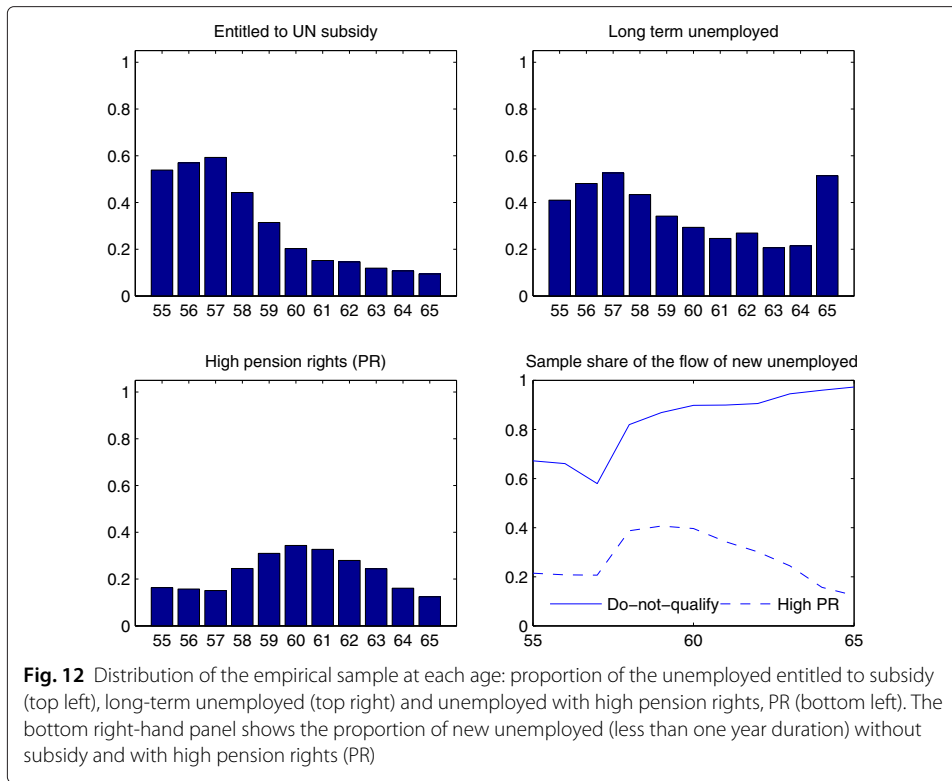 Entitled to UN subsidy
1
0.8
0.6
0.4
0.2
0
55 56 57 58 59 60 61 62 63 64 65
Long term unemployed
1
0.8
0.6
0.4
0.2
0
55 56 57 58 59 60 61 62 63 64 65
High pension rights (PR)
1
0.8
0.6
0.4
0.2
0
55 56 57 58 59 60 61 62 63 64 65
Sample share of the flow of new unemployed
1
0.8
0.6
0.4
0.2
0
Do−not−qualify High PR
55 60 65
Fig. 12 Distribution of the empirical sample at each age: proportion of the unemployed entitled to subsidy
(top left), long-term unemployed (top right) and unemployed with high pension rights, PR (bottom left). The
bottom right-hand panel shows the proportion of new unemployed (less than one year duration) without
subsidy and with high pension rights (PR)